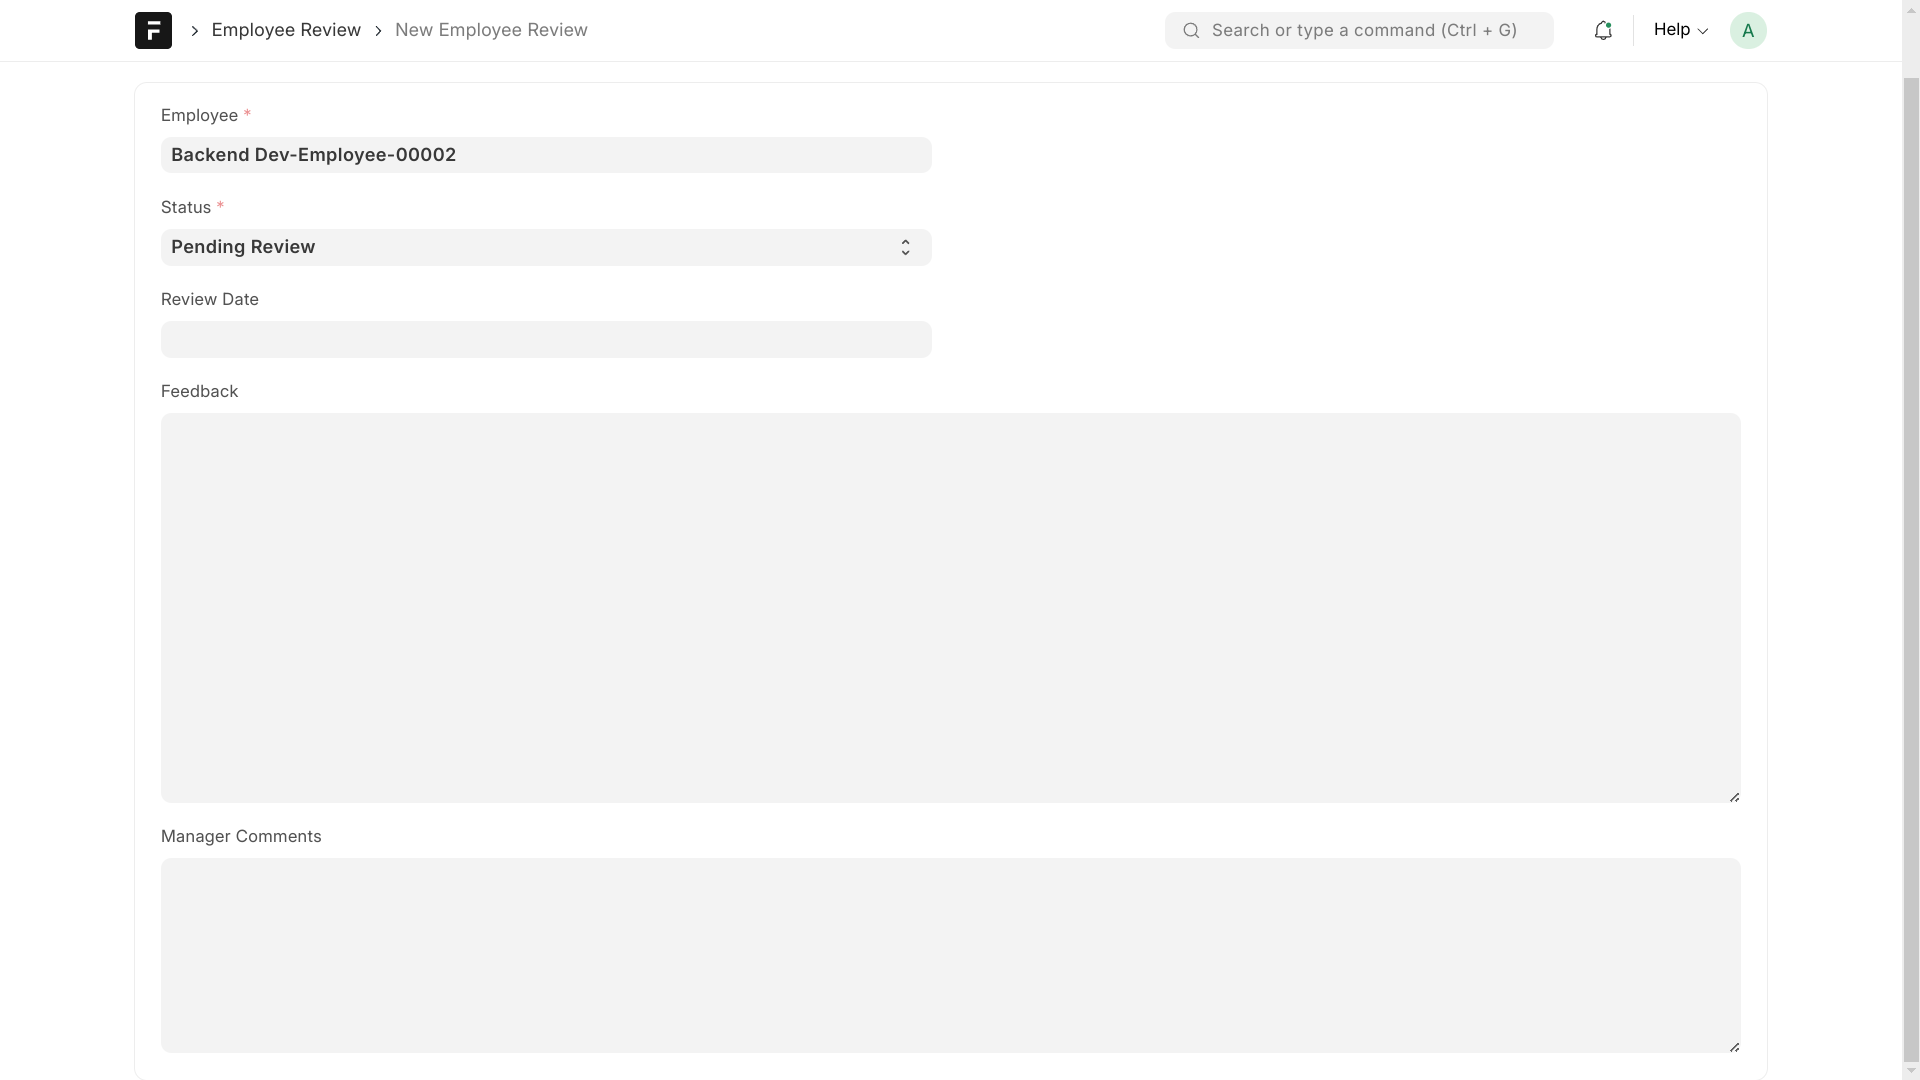 Employee Review
New Employee Review
Search or type a command (Ctrl + G)
Help
A
Employee *
Backend Dev-Employee-00002
Status *
Pending Review
Review Date
Feedback
Manager Comments